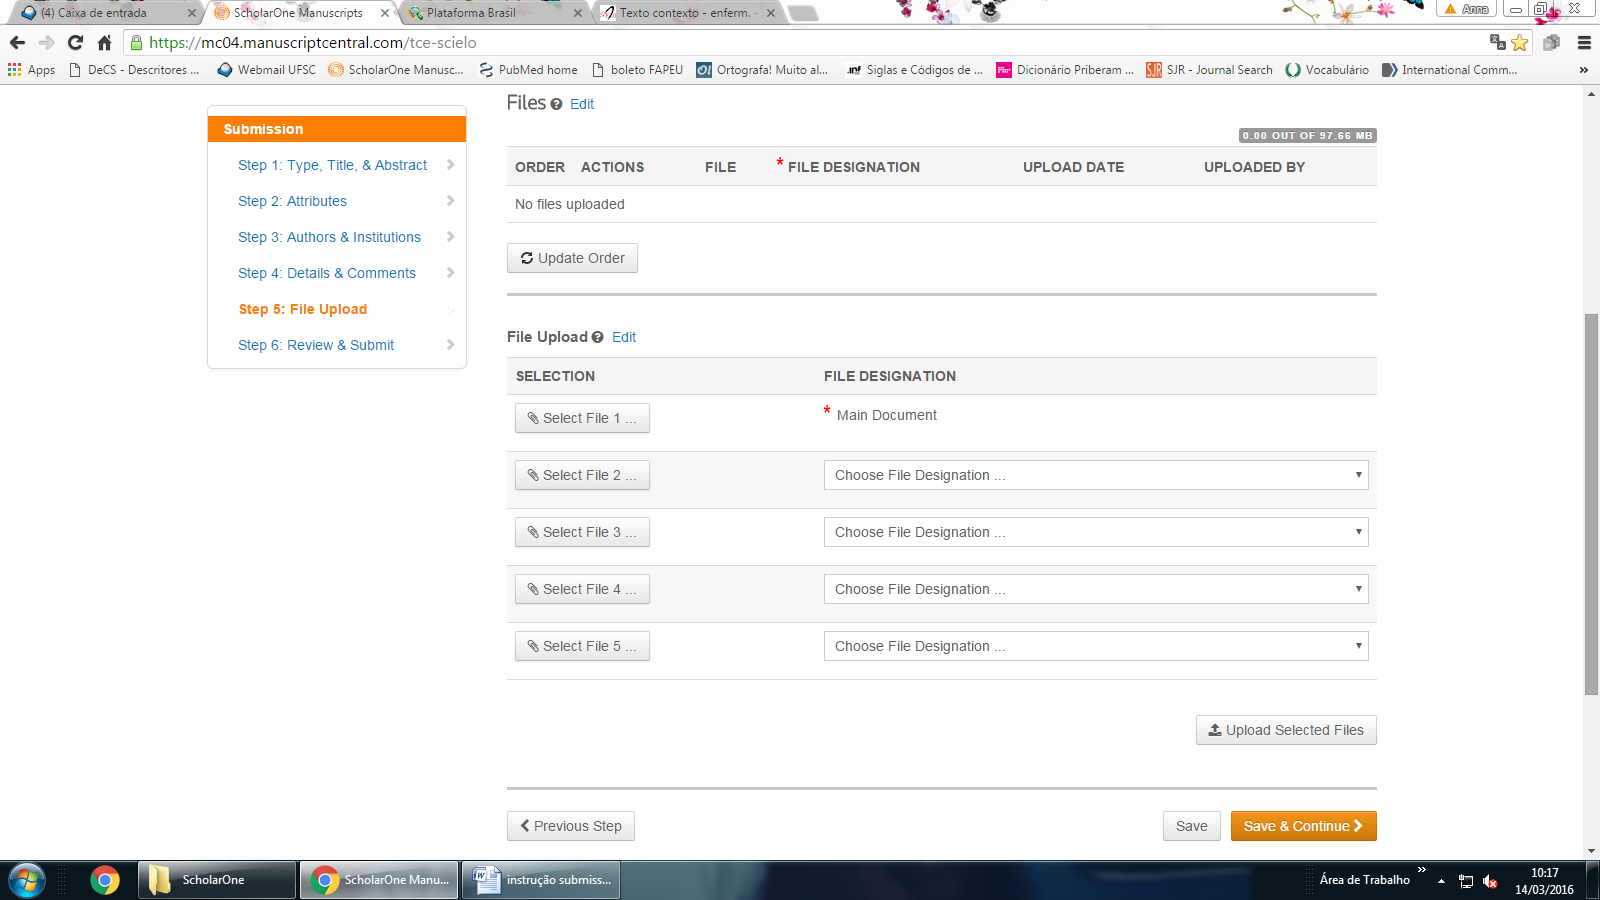 (4) Caixa de entrada
ScholarOne Manuscripts
Plataforma Brasil
Texto contexto - enferm. -
Anna
https://mc04.manuscriptcentral.com/tce-scielo
Apps
DeCS - Descritores ...
Webmail UFSC
ScholarOne Manusc...
PubMed home
boleto FAPEU
Ortografa! Muito al...
Siglas e Códigos de ...
Dicionário Priberam ...
SJR - Journal Search
Vocabulário
International Comm...
»
Submission
Step 1: Type, Title, & Abstract
Step 2: Attributes
Step 3: Authors & Institutions
Step 4: Details & Comments
Step 5: File Upload
Step 6: Review & Submit
Files Edit
0.00 OUT OF 97.66 MB
ORDER ACTIONS FILE * FILE DESIGNATION UPLOAD DATE UPLOADED BY
No files uploaded
Update Order
File Upload Edit
SELECTION FILE DESIGNATION
Select File 1 ... * Main Document
Select File 2 ... Choose File Designation ...
Select File 3 ... Choose File Designation ...
Select File 4 ... Choose File Designation ...
Select File 5 ... Choose File Designation ...
Upload Selected Files
Previous Step Save Save & Continue
ScholarOne
ScholarOne Manu...
instrução submiss...
Área de Trabalho »
10:17
14/03/2016